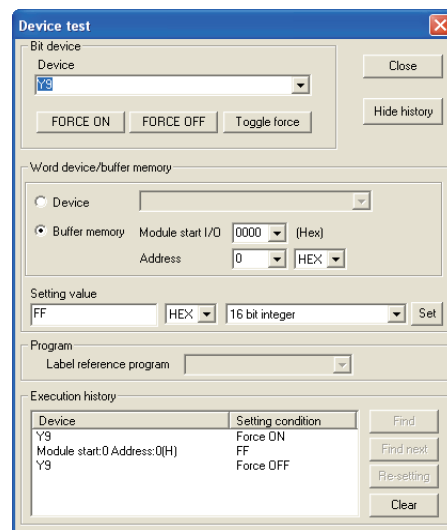 Device test
Bit device
Device
Y9
Close
FORCE ON FORCE OFF Toggle force
Hide history
Word device/buffer memory
Device
Buffer memory Module start I/O 0000 (Hex)
Address 0 HEX
Setting value
FF HEX 16 bit integer Set
Program
Label reference program
Execution history
Device Setting condition
Y9 Force ON
Module start:0 Address:0(H) FF
Y9 Force OFF
Find
Find next
Re-setting
Clear